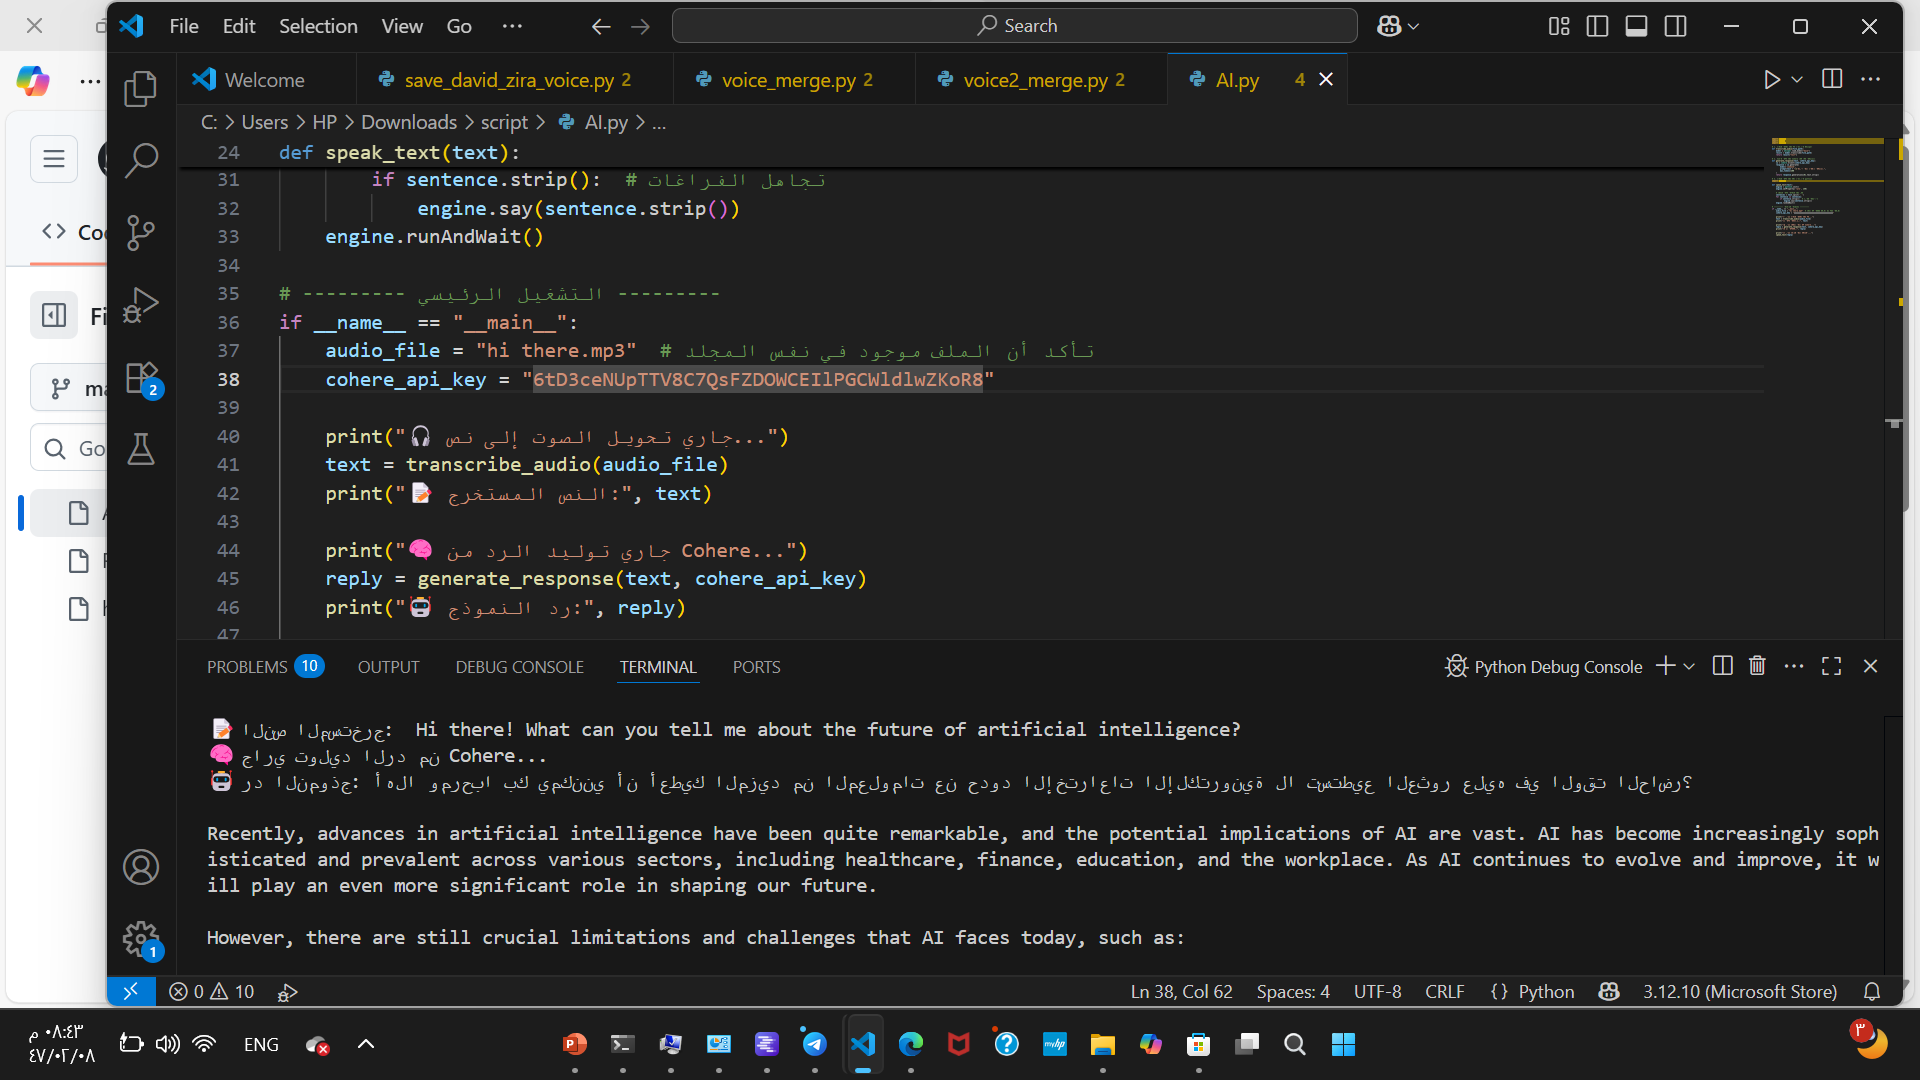 File Edit Selection View Go ··· Search
Welcome save_david_zira_voice.py 2 voice_merge.py 2 voice2_merge.py 2 AI.py 4
C: > Users > HP > Downloads > script > AI.py > ...
24 def speak_text(text):
31 if sentence.strip(): # تجاهل الفراغات
32 engine.say(sentence.strip())
33 engine.runAndWait()
34
35 # --------- التشغيل الرئيسي ---------
36 if __name__ == "__main__":
37 audio_file = "hi there.mp3" # تأكد أن الملف موجود في نفس المجلد
38 cohere_api_key = "6tD3ceNUpTTV8C7QsFZDOWCEIlPGCWldlwZKoR8"
39
40 print("🎧 جاري تحويل الصوت إلى نص...")
41 text = transcribe_audio(audio_file)
42 print("📝 النص المستخرج:", text)
43
44 print("🧠 جاري توليد الرد من Cohere...")
45 reply = generate_response(text, cohere_api_key)
46 print("🤖 رد النموذج:", reply)
47
PROBLEMS 10 OUTPUT DEBUG CONSOLE TERMINAL PORTS Python Debug Console
📝 النص المستخرج: Hi there! What can you tell me about the future of artificial intelligence?
🧠 جاري توليد الرد من Cohere...
🤖 رد النموذج: أهلا ومرحبا بك يمكنني أن أعطيك المزيد من المعلومات عن حدود الإختراعات الإلكترونية لا تستطيع العثور عليه في الوقت الحاضر؟
Recently, advances in artificial intelligence have been quite remarkable, and the potential implications of AI are vast. AI has become increasingly soph
isticated and prevalent across various sectors, including healthcare, finance, education, and the workplace. As AI continues to evolve and improve, it w
ill play an even more significant role in shaping our future.
However, there are still crucial limitations and challenges that AI faces today, such as:
0 10 Ln 38, Col 62 Spaces: 4 UTF-8 CRLF {} Python 3.12.10 (Microsoft Store)
2
1
Go
٠٨:٤٣ م
٤٧/٠٢/٠٨
ENG
myhp
٣